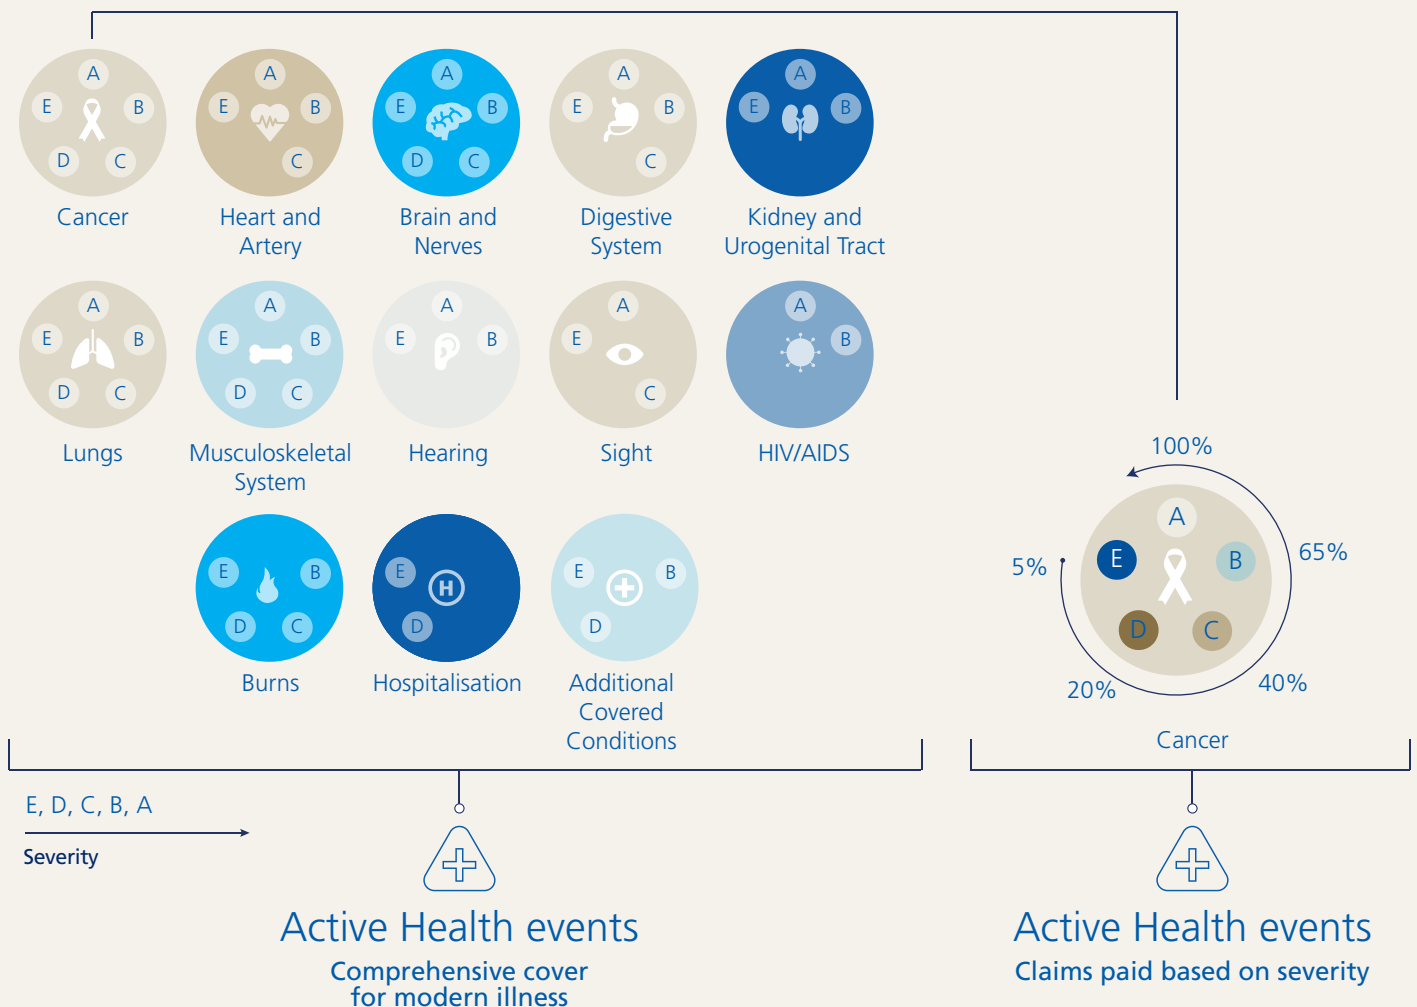 A
E
B
D
C
Cancer
A
E
B
C
Heart and
Artery
A
E
B
D
C
Brain and
Nerves
A
E
B
C
Digestive
System
A
E
B
Kidney and
Urogenital Tract
A
E
B
D
C
Lungs
A
E
B
D
C
Musculoskeletal
System
A
E
B
Hearing
A
E
C
Sight
A
B
HIV/AIDS
E
B
D
C
Burns
E
H
D
Hospitalisation
E
B
D
Additional
Covered
Conditions
100%
A
65%
E
B
5%
D
C
20%
40%
Cancer
E, D, C, B, A
Severity
Active Health events
Comprehensive cover
for modern illness
Active Health events
Claims paid based on severity